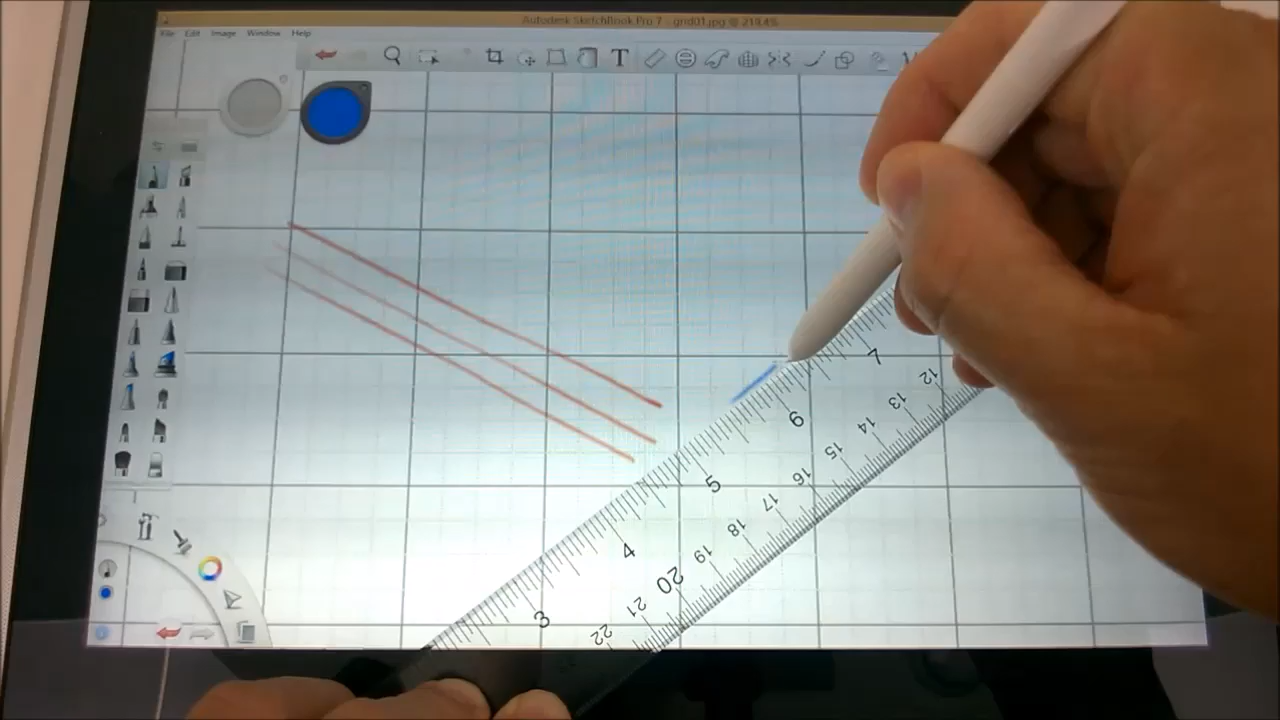 Autodesk SketchBook Pro 7 - grid01.jpg @ 219.4%
File Edit Image Window Help
T
3 4 5 6 7
12 13 14 15 16 17 18 19 20 21 22